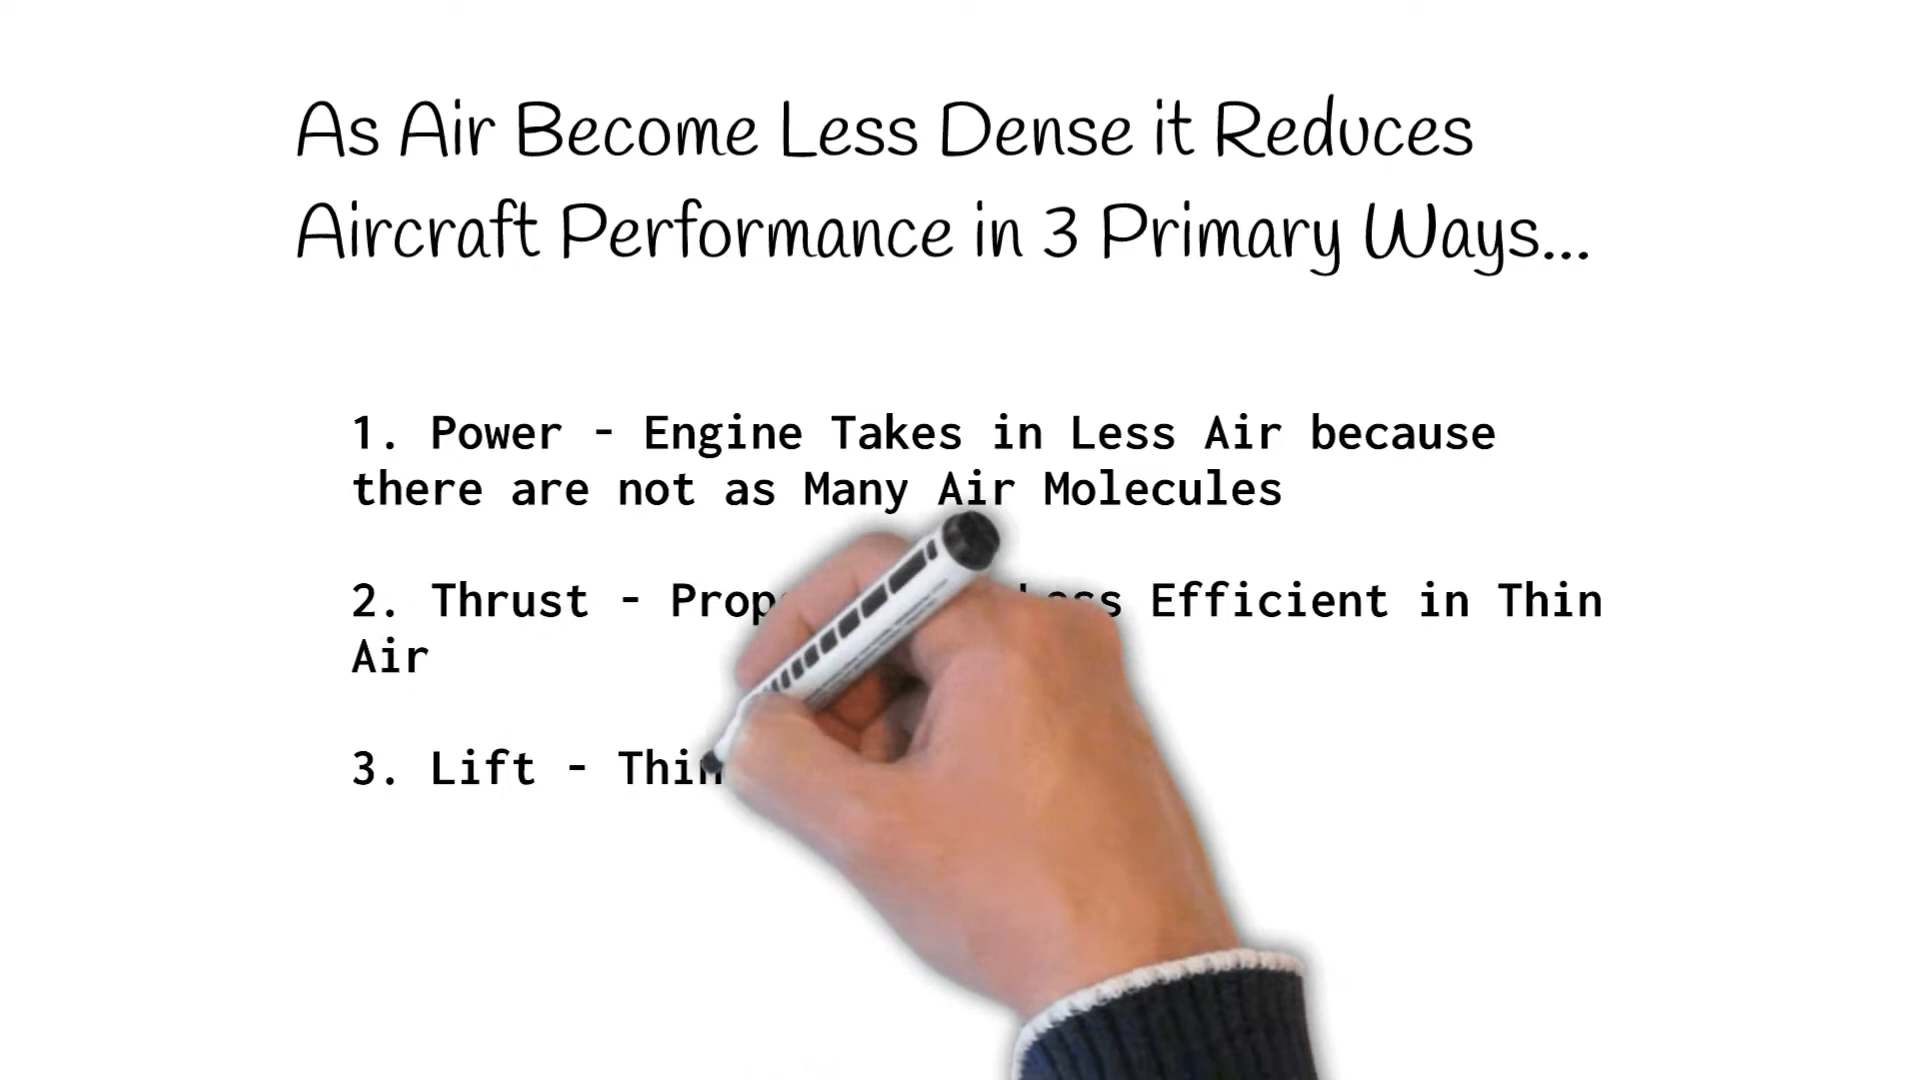 As Air Become Less Dense it Reduces
Aircraft Performance in 3 Primary Ways...
1. Power - Engine Takes in Less Air because
there are not as Many Air Molecules
2. Thrust - Less Efficient in Thin
Air
3. Lift - Thin